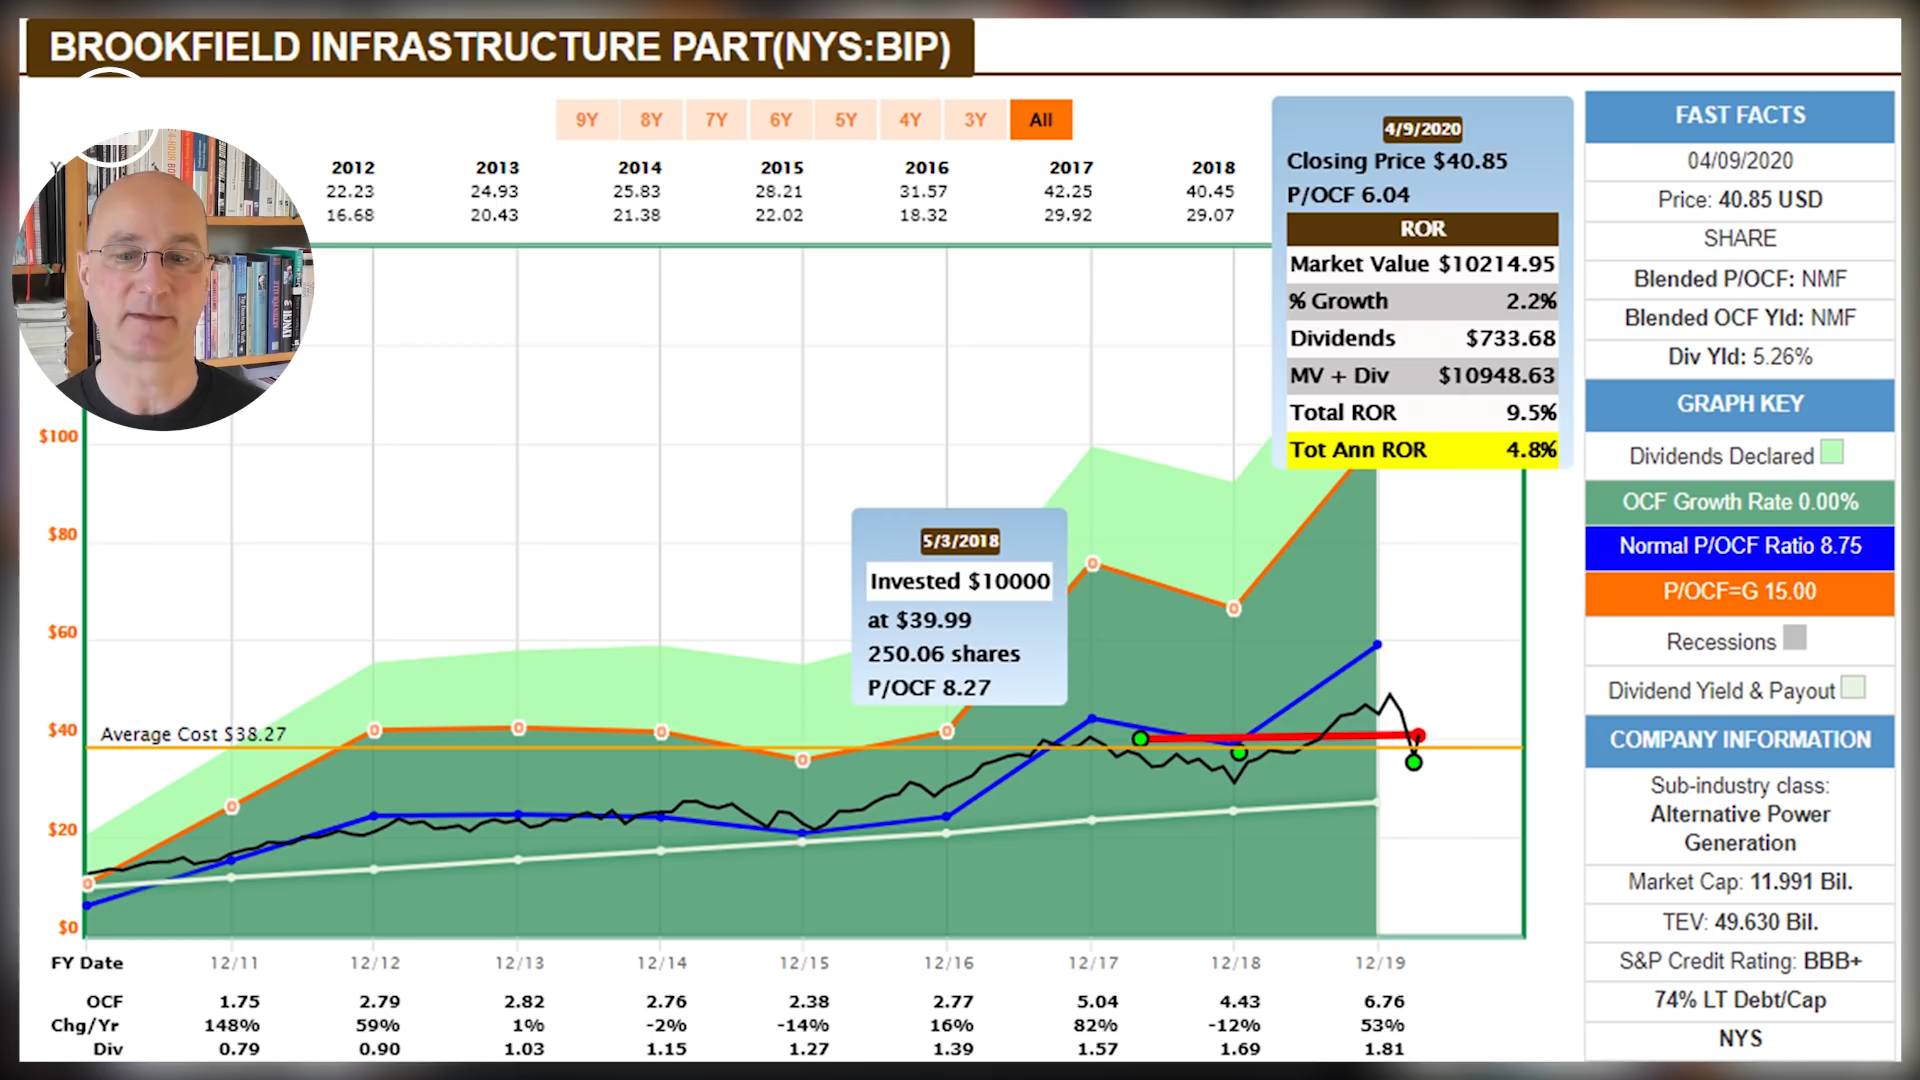 BROOKFIELD INFRASTRUCTURE PART(NYS:BIP)
9Y 8Y 7Y 6Y 5Y 4Y 3Y All
2012 2013 2014 2015 2016 2017 2018
22.23 24.93 25.83 28.21 31.57 42.25 40.45
16.68 20.43 21.38 22.02 18.32 29.92 29.07
4/9/2020
Closing Price $40.85
P/OCF 6.04
ROR
Market Value $10214.95
% Growth 2.2%
Dividends $733.68
MV + Div $10948.63
Total ROR 9.5%
Tot Ann ROR 4.8%
5/3/2018
Invested $10000
at $39.99
250.06 shares
P/OCF 8.27
$100
$80
$60
$40
$20
$0
Average Cost $38.27
FY Date 12/11 12/12 12/13 12/14 12/15 12/16 12/17 12/18 12/19
OCF 1.75 2.79 2.82 2.76 2.38 2.77 5.04 4.43 6.76
Chg/Yr 148% 59% 1% -2% -14% 16% 82% -12% 53%
Div 0.79 0.90 1.03 1.15 1.27 1.39 1.57 1.69 1.81
FAST FACTS
04/09/2020
Price: 40.85 USD
SHARE
Blended P/OCF: NMF
Blended OCF Yld: NMF
Div Yld: 5.26%
GRAPH KEY
Dividends Declared
OCF Growth Rate 0.00%
Normal P/OCF Ratio 8.75
P/OCF=G 15.00
Recessions
Dividend Yield & Payout
COMPANY INFORMATION
Sub-industry class:
Alternative Power
Generation
Market Cap: 11.991 Bil.
TEV: 49.630 Bil.
S&P Credit Rating: BBB+
74% LT Debt/Cap
NYS